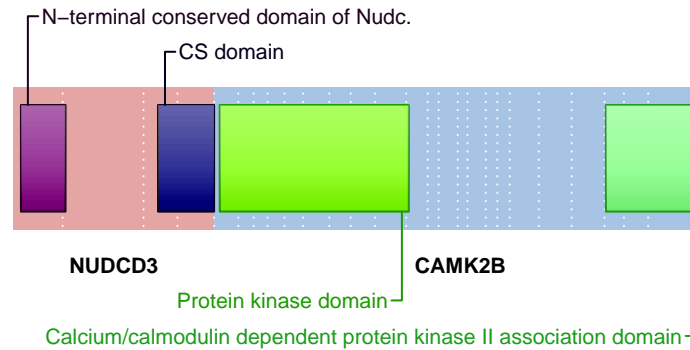 N−terminal conserved domain of Nudc.
CS domain
NUDCD3 CAMK2B
Protein kinase domain
Calcium/calmodulin dependent protein kinase II association domain